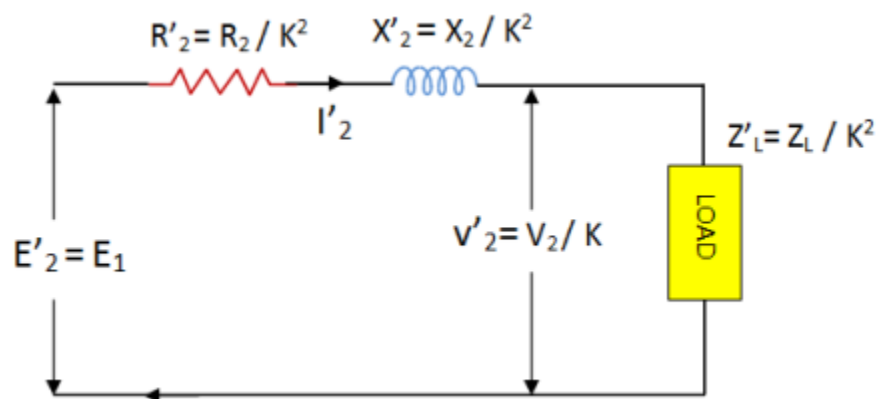 R'₂= R₂ / K²
X'₂ = X₂ / K²
I'₂
Z'L= ZL / K²
LOAD
E'₂ = E₁
v'₂= V₂ / K